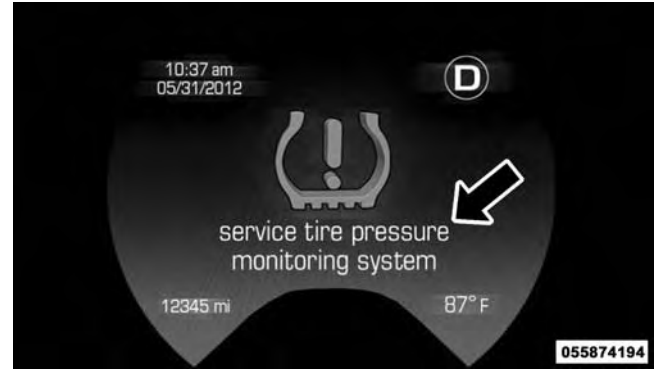 10:37 am
05/31/2012
D
service tire pressure
monitoring system
12345 mi
87° F
055874194